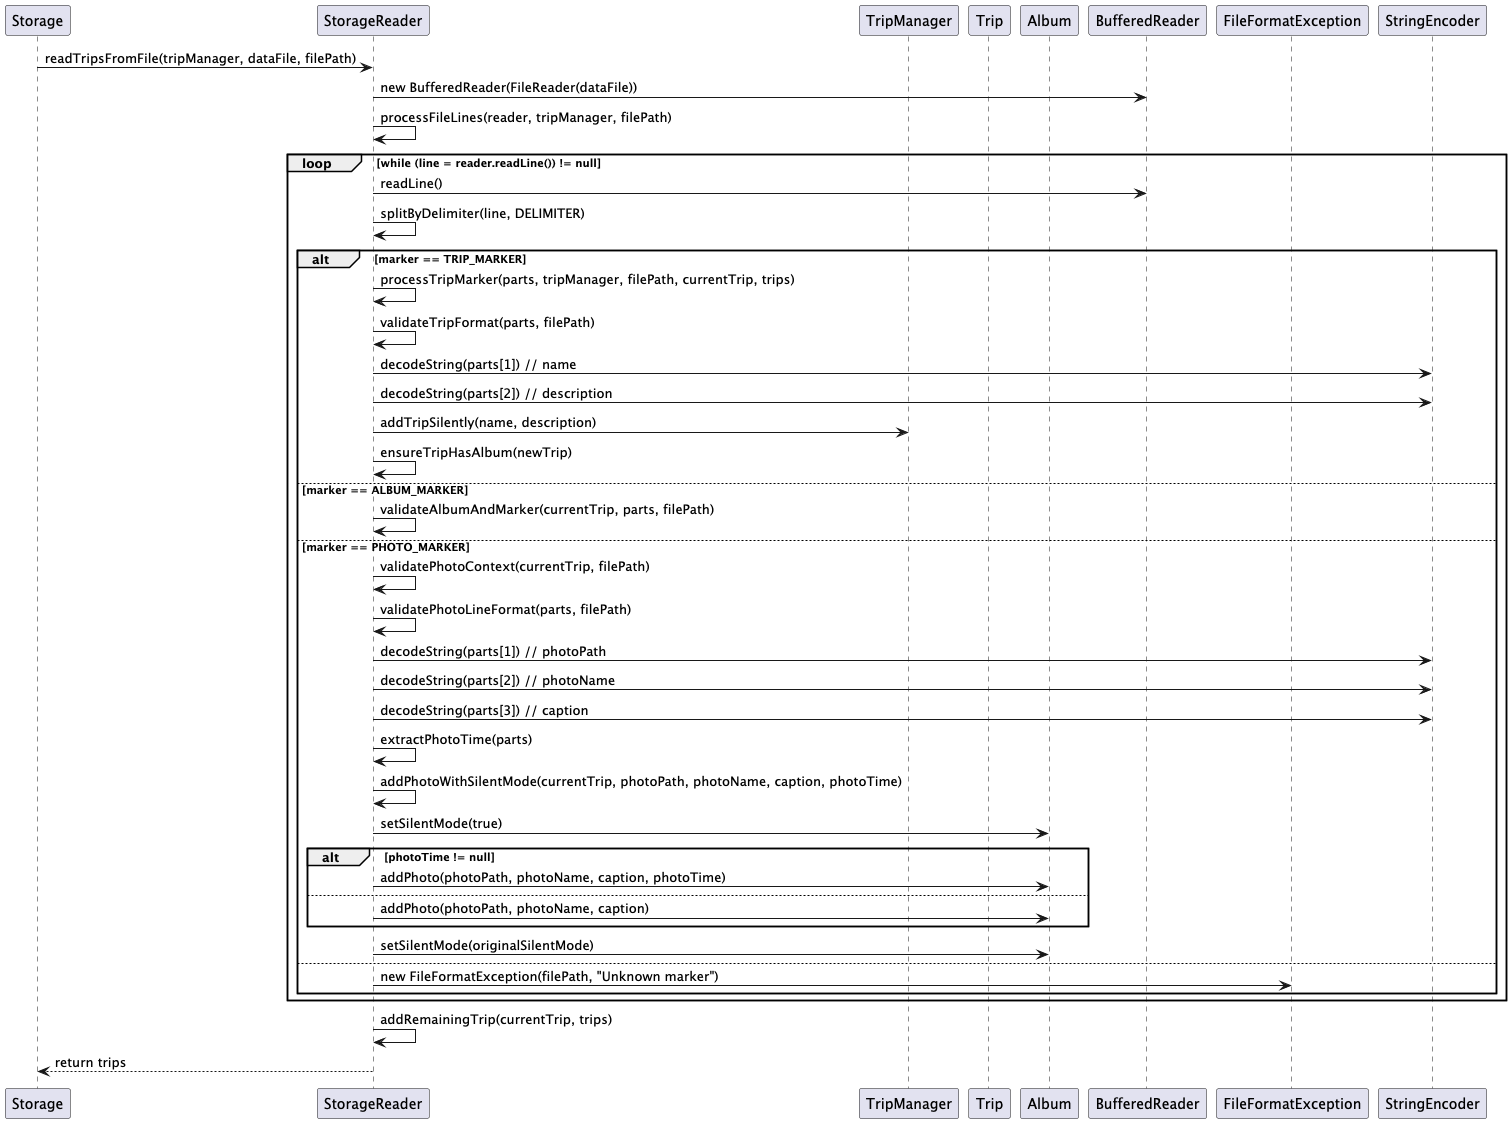 Storage StorageReader TripManager Trip Album BufferedReader FileFormatException StringEncoder
readTripsFromFile(tripManager, dataFile, filePath)
new BufferedReader(FileReader(dataFile))
processFileLines(reader, tripManager, filePath)
loop [while (line = reader.readLine()) != null]
readLine()
splitByDelimiter(line, DELIMITER)
alt [marker == TRIP_MARKER]
processTripMarker(parts, tripManager, filePath, currentTrip, trips)
validateTripFormat(parts, filePath)
decodeString(parts[1]) // name
decodeString(parts[2]) // description
addTripSilently(name, description)
ensureTripHasAlbum(newTrip)
[marker == ALBUM_MARKER]
validateAlbumAndMarker(currentTrip, parts, filePath)
[marker == PHOTO_MARKER]
validatePhotoContext(currentTrip, filePath)
validatePhotoLineFormat(parts, filePath)
decodeString(parts[1]) // photoPath
decodeString(parts[2]) // photoName
decodeString(parts[3]) // caption
extractPhotoTime(parts)
addPhotoWithSilentMode(currentTrip, photoPath, photoName, caption, photoTime)
setSilentMode(true)
alt [photoTime != null]
addPhoto(photoPath, photoName, caption, photoTime)
addPhoto(photoPath, photoName, caption)
setSilentMode(originalSilentMode)
new FileFormatException(filePath, "Unknown marker")
addRemainingTrip(currentTrip, trips)
return trips
Storage StorageReader TripManager Trip Album BufferedReader FileFormatException StringEncoder